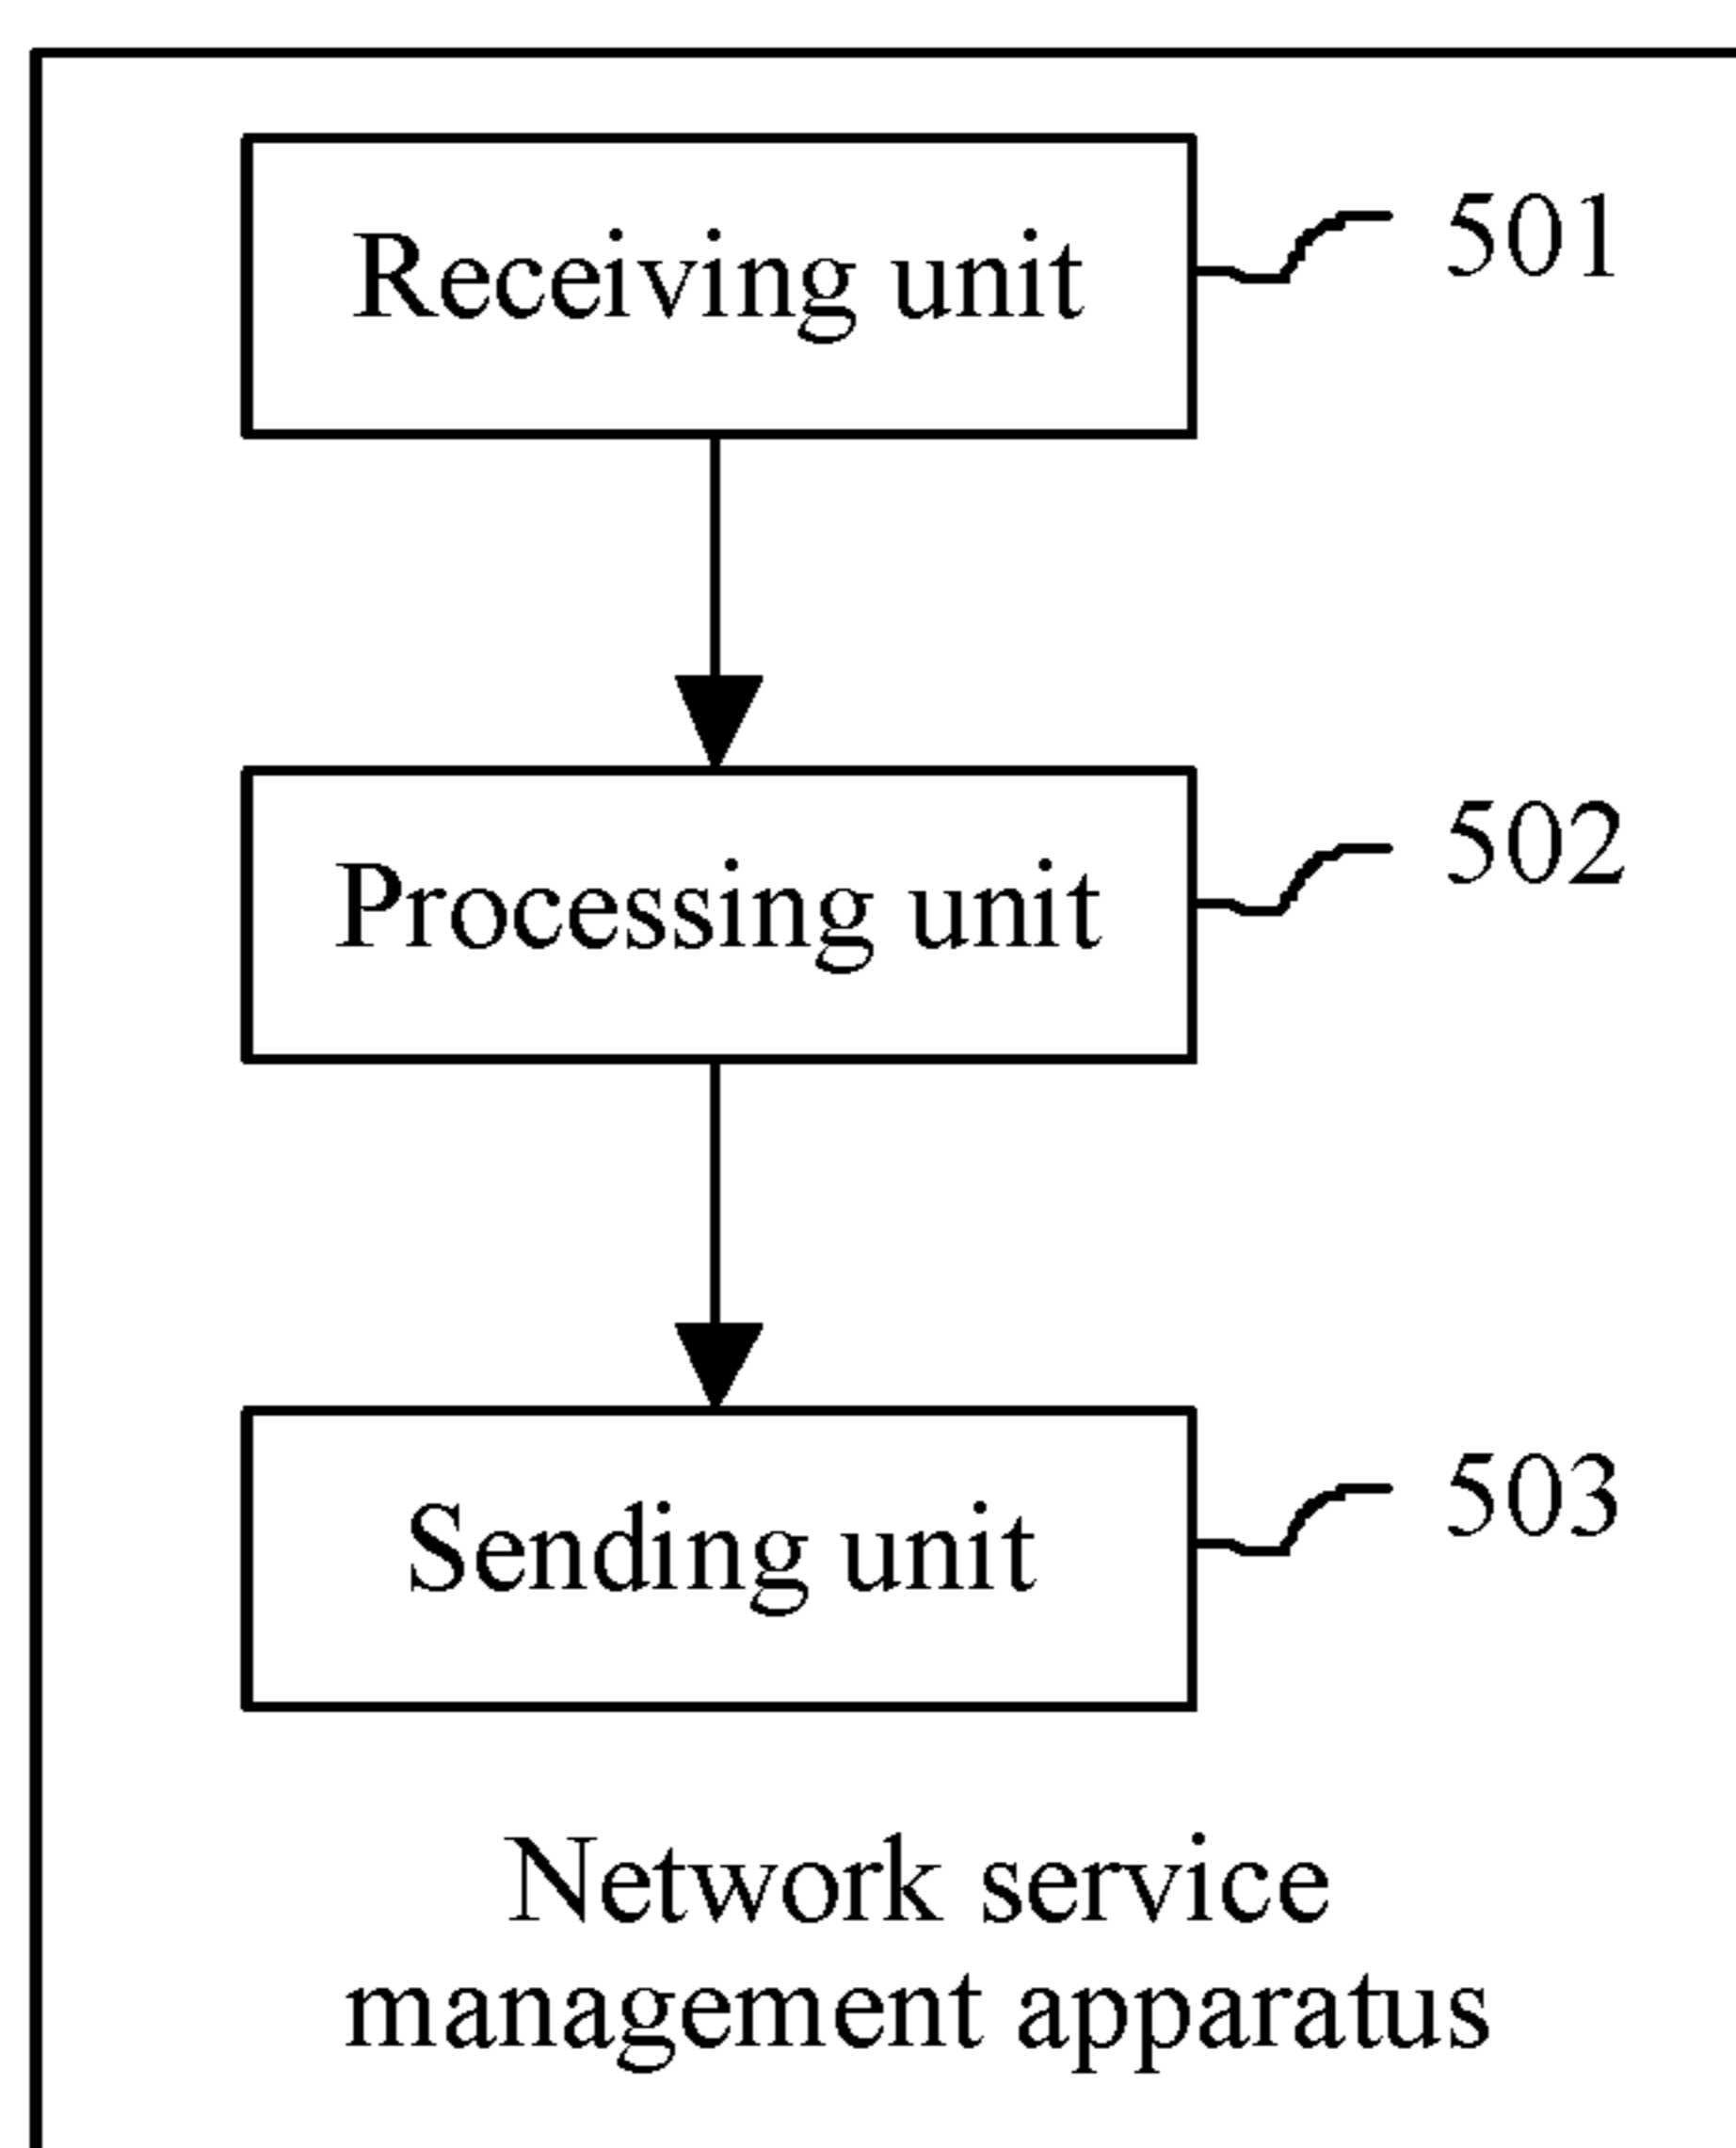 Receiving unit
501
Processing unit
502
Sending unit
503
Network service
management apparatus